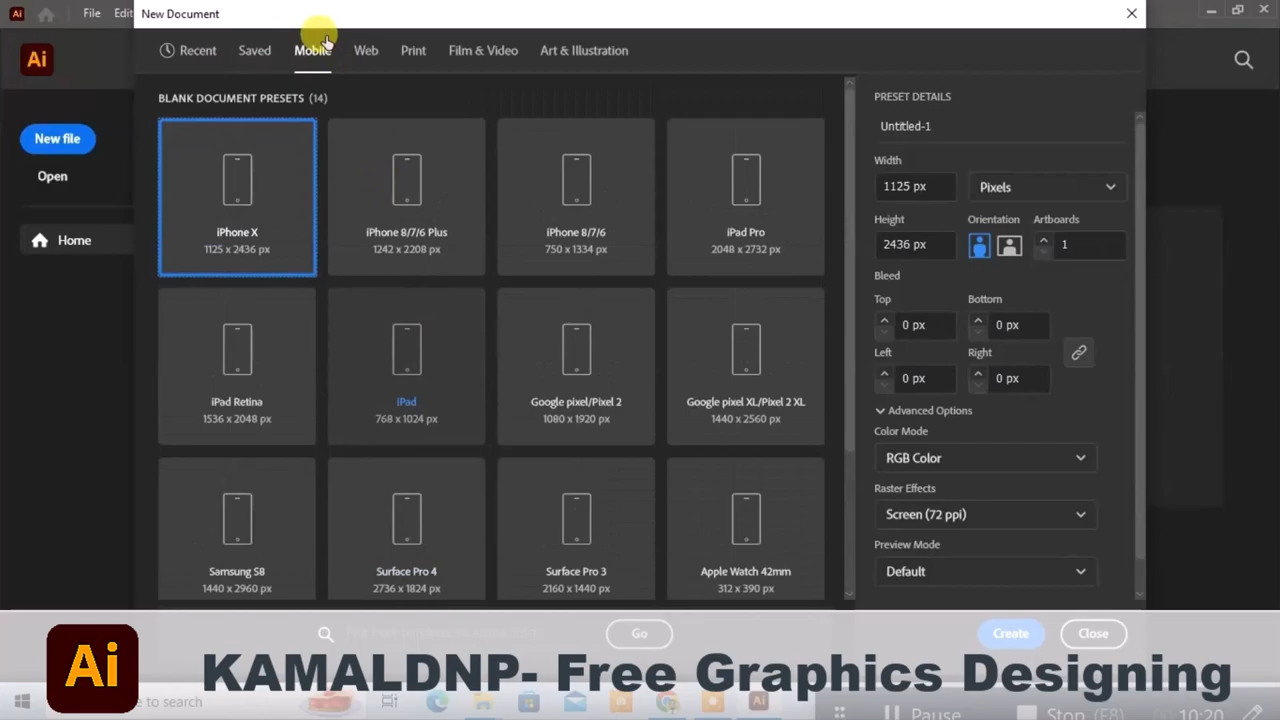 Ai
File
Edit
New Document
Ai
Recent
Saved
Mobile
Web
Print
Film & Video
Art & Illustration
New file
Open
Home
BLANK DOCUMENT PRESETS (14)
iPhone X
1125 x 2436 px
iPhone 8/7/6 Plus
1242 x 2208 px
iPhone 8/7/6
750 x 1334 px
iPad Pro
2048 x 2732 px
iPad Retina
1536 x 2048 px
iPad
768 x 1024 px
Google pixel/Pixel 2
1080 x 1920 px
Google pixel XL/Pixel 2 XL
1440 x 2560 px
Samsung S8
1440 x 2960 px
Surface Pro 4
2736 x 1824 px
Surface Pro 3
2160 x 1440 px
Apple Watch 42mm
312 x 390 px
PRESET DETAILS
Untitled-1
Width
1125 px
Pixels
Height
Orientation
Artboards
2436 px
1
Bleed
Top
Bottom
0 px
0 px
Left
Right
0 px
0 px
Advanced Options
Color Mode
RGB Color
Raster Effects
Screen (72 ppi)
Preview Mode
Default
Go
Create
Close
Ai
KAMALDNP- Free Graphics Designing
to search
Ai
Pause
Stop (F8)
10:20